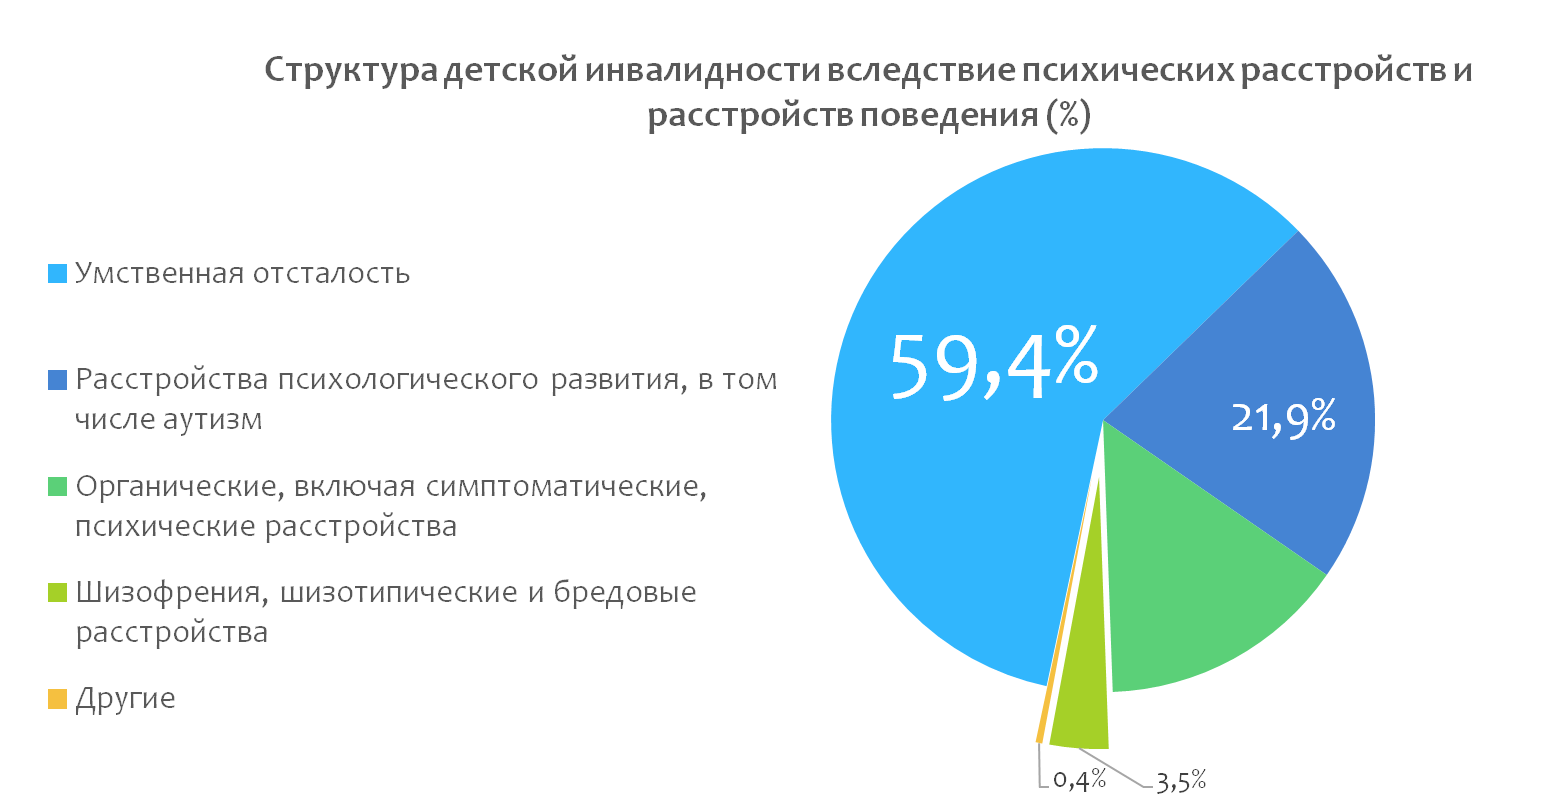 Структура детской инвалидности вследствие психических расстройств и
расстройств поведения (%)
Умственная отсталость
Расстройства психологического развития, в том
числе аутизм
Органические, включая симптоматические,
психические расстройства
Шизофрения, шизотипические и бредовые
расстройства
Другие
59,4%
21,9%
0,4%
3,5%